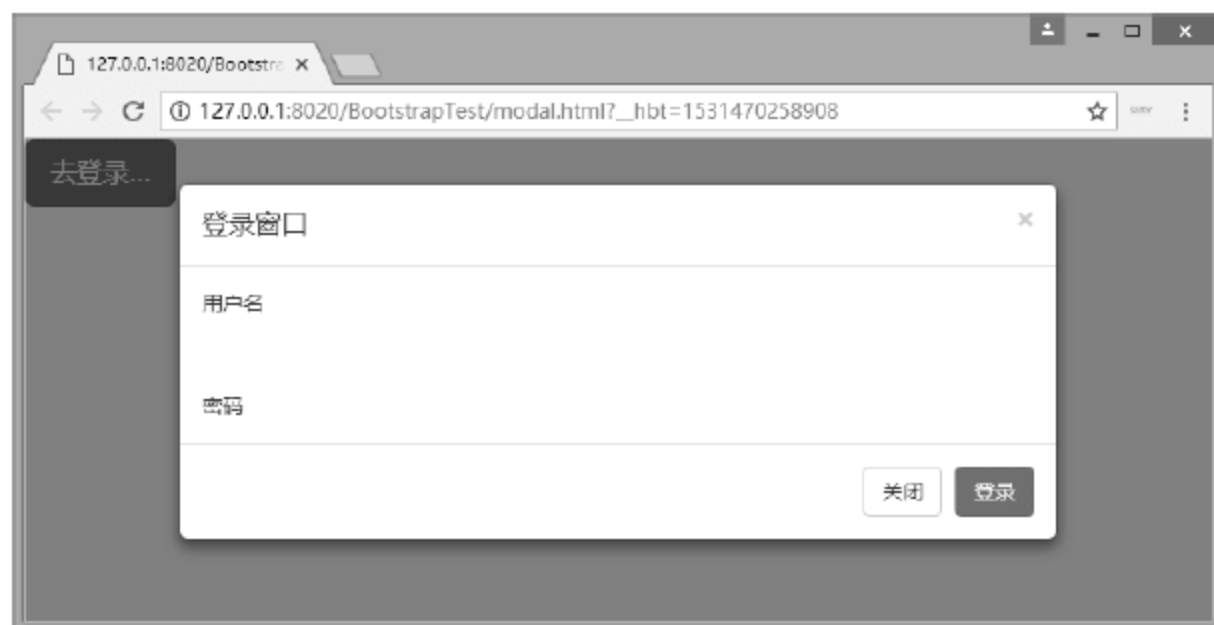 127.0.0.1:8020/Bootstra
127.0.0.1:8020/BootstrapTest/modal.html?__hbt=1531470258908
去登录...
登录窗口
用户名
密码
关闭 登录